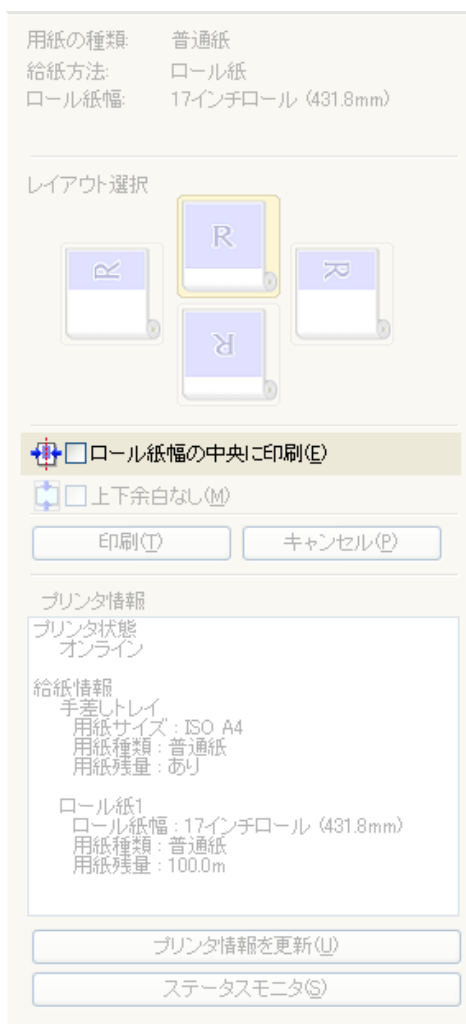 用紙の種類: 普通紙
給紙方法: ロール紙
ロール紙幅: 17インチロール (431.8mm)
レイアウト選択
R
R
R
R
ロール紙幅の中央に印刷(E)
上下余白なし(M)
印刷(T) キャンセル(P)
プリンタ情報
プリンタ状態
オンライン
給紙情報
手差しトレイ
用紙サイズ : ISO A4
用紙種類 : 普通紙
用紙残量 : あり
ロール紙1
ロール紙幅 : 17インチロール (431.8mm)
用紙種類 : 普通紙
用紙残量 : 100.0m
プリンタ情報を更新(U)
ステータスモニタ(S)